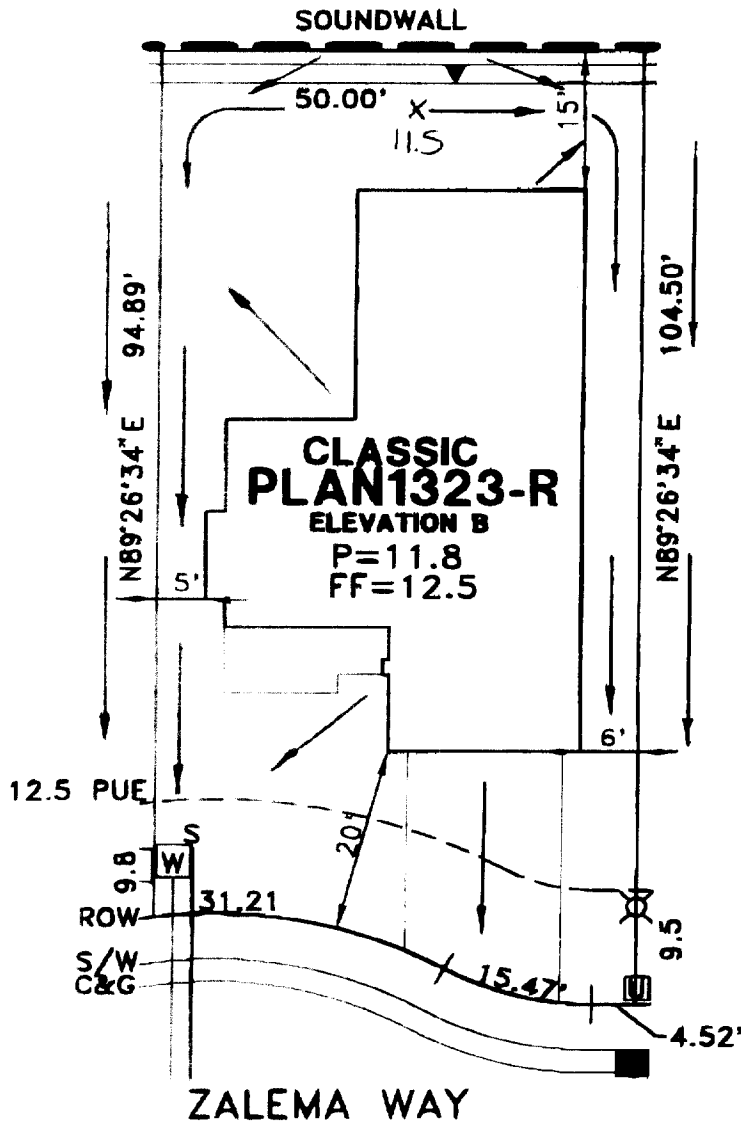 SOUNDWALL
50.00'
X
11.5
15'
94.89'
104.50'
N89°26'34" E
N89°26'34" E
CLASSIC
PLAN1323-R
ELEVATION B
P=11.8
FF=12.5
5'
6'
12.5 PUE
20'
S
W
9.8
31.21
ROW
9.5
S/W
C&G
15.47'
U
4.52'
ZALEMA WAY